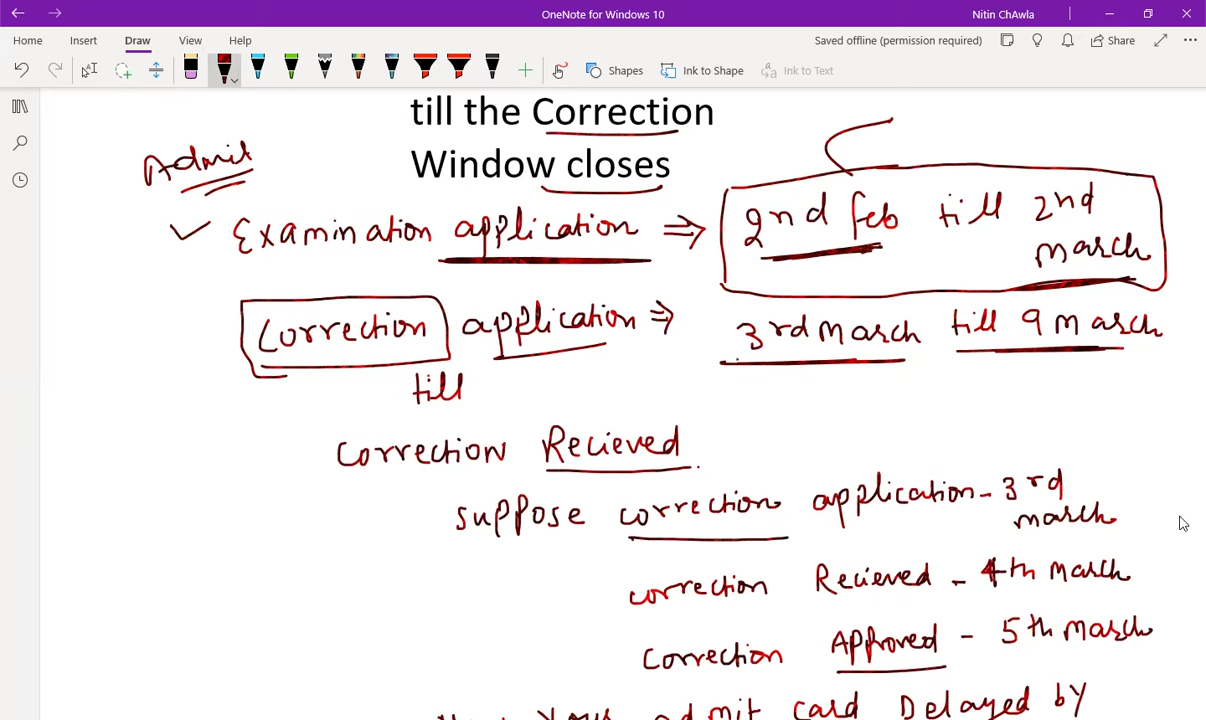 OneNote for Windows 10
Nitin ChAwla
Home Insert Draw View Help
Saved offline (permission required)
Share
Shapes
Ink to Shape
Ink to Text
till the Correction
Window closes
Admit
Examination application ⇒ 2nd feb till 2nd
march
Correction application ⇒ 3rd march till 9 march
till
Correction Recieved
suppose correction application - 3rd
march
correction Recieved - 4th march
Correction Approved - 5th march
Your admit card Delayed by